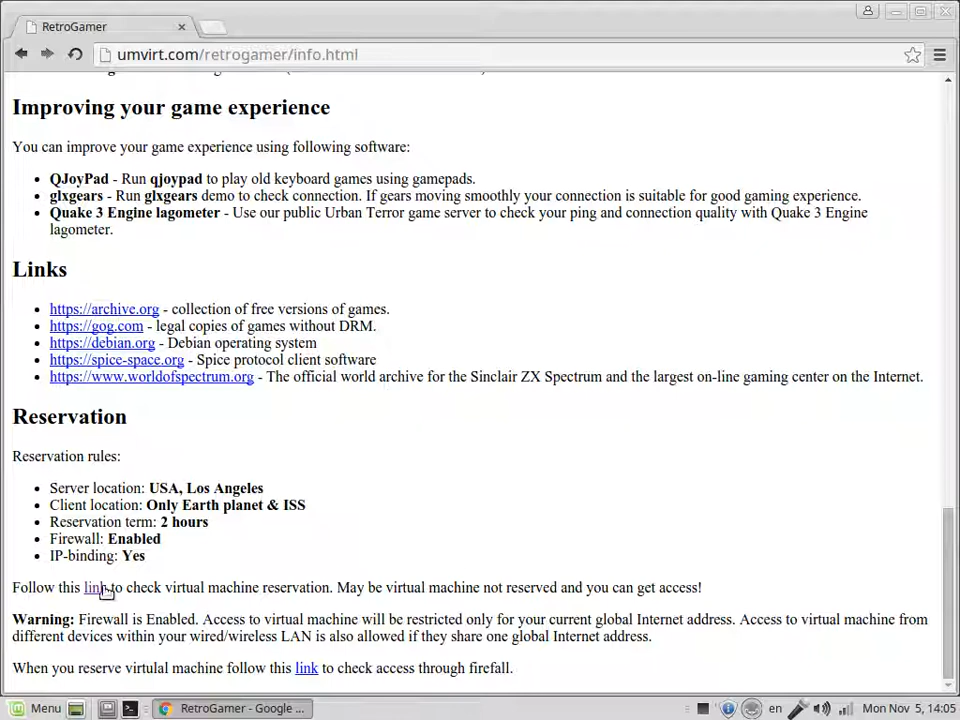 RetroGamer
umvirt.com/retrogamer/info.html
Improving your game experience
You can improve your game experience using following software:
QJoyPad - Run qjoypad to play old keyboard games using gamepads.
glxgears - Run glxgears demo to check connection. If gears moving smoothly your connection is suitable for good gaming experience.
Quake 3 Engine lagometer - Use our public Urban Terror game server to check your ping and connection quality with Quake 3 Engine
lagometer.
Links
https://archive.org - collection of free versions of games.
https://gog.com - legal copies of games without DRM.
https://debian.org - Debian operating system
https://spice-space.org - Spice protocol client software
https://www.worldofspectrum.org - The official world archive for the Sinclair ZX Spectrum and the largest on-line gaming center on the Internet.
Reservation
Reservation rules:
Server location: USA, Los Angeles
Client location: Only Earth planet & ISS
Reservation term: 2 hours
Firewall: Enabled
IP-binding: Yes
Follow this link to check virtual machine reservation. May be virtual machine not reserved and you can get access!
Warning: Firewall is Enabled. Access to virtual machine will be restricted only for your current global Internet address. Access to virtual machine from
different devices within your wired/wireless LAN is also allowed if they share one global Internet address.
When you reserve virtulal machine follow this link to check access through firefall.
Menu RetroGamer - Google ... en Mon Nov 5, 14:05